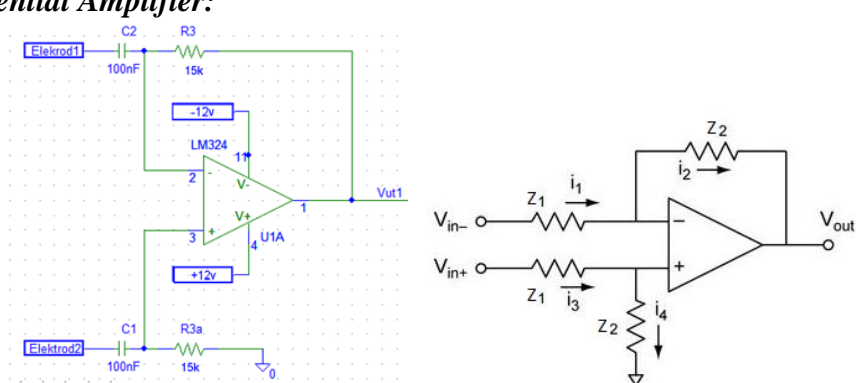 ential Amplifier:
C2
R3
Elekrod1
100nF
15k
-12v
LM324
11
2
-
V-
Vut1
1
V+
3
+
U1A
4
+12v
C1
R3a
Elektrod2
100nF
15k
0
Z2
i2
Z1
i1
Vin−
−
Vout
Vin+
+
Z1
i3
i4
Z2